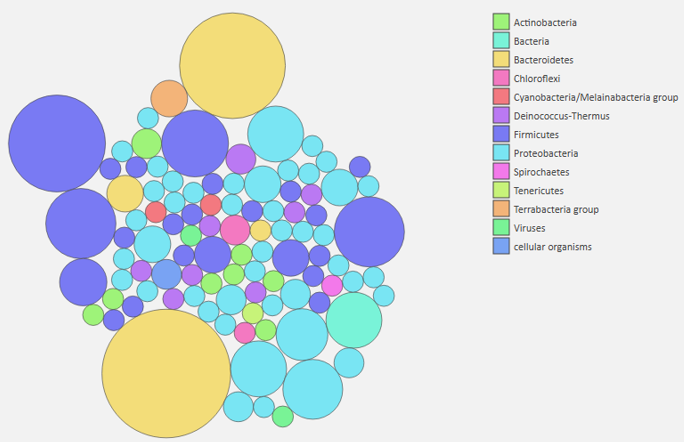 Actinobacteria
Bacteria
Bacteroidetes
Chloroflexi
Cyanobacteria/Melainabacteria group
Deinococcus-Thermus
Firmicutes
Proteobacteria
Spirochaetes
Tenericutes
Terrabacteria group
Viruses
cellular organisms